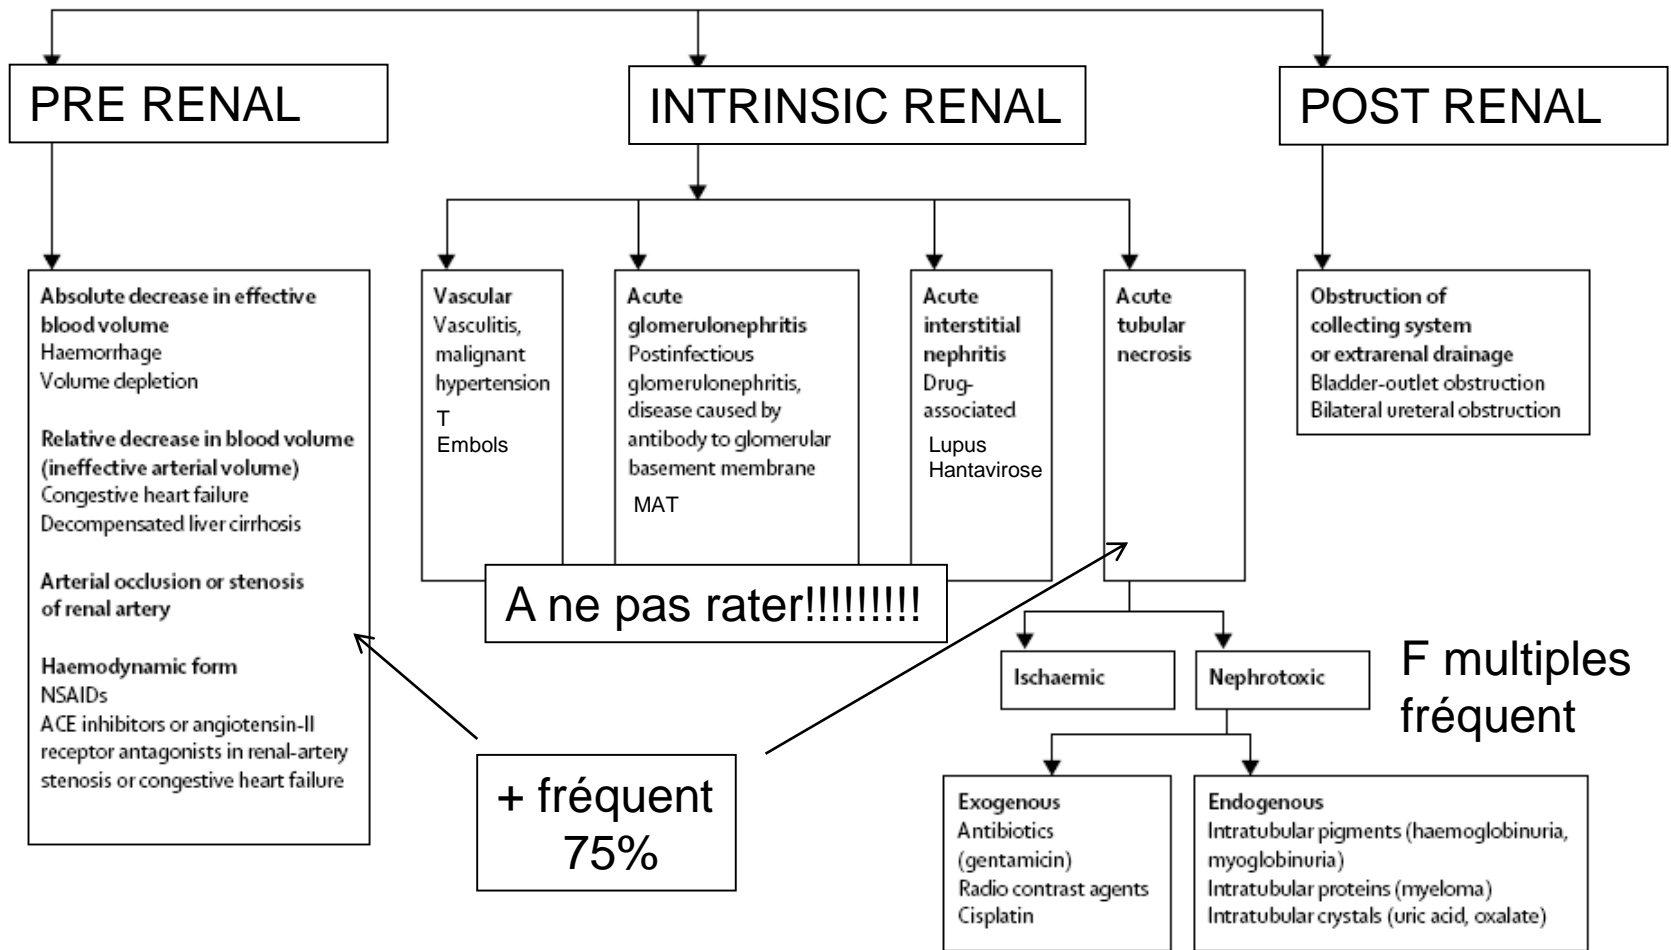 PRE RENAL
INTRINSIC RENAL
POST RENAL
Absolute decrease in effective
blood volume
Haemorrhage
Volume depletion
Relative decrease in blood volume
(ineffective arterial volume)
Congestive heart failure
Decompensated liver cirrhosis
Arterial occlusion or stenosis
of renal artery
Haemodynamic form
NSAIDs
ACE inhibitors or angiotensin-II
receptor antagonists in renal-artery
stenosis or congestive heart failure
Vascular
Vasculitis,
malignant
hypertension
T
Embols
Acute
glomerulonephritis
Postinfectious
glomerulonephritis,
disease caused by
antibody to glomerular
basement membrane
MAT
Acute
interstitial
nephritis
Drug-
associated
Lupus
Hantavirose
Acute
tubular
necrosis
Obstruction of
collecting system
or extrarenal drainage
Bladder-outlet obstruction
Bilateral ureteral obstruction
A ne pas rater!!!!!!!!!
+ fréquent
75%
Ischaemic
Nephrotoxic
F multiples
fréquent
Exogenous
Antibiotics
(gentamicin)
Radio contrast agents
Cisplatin
Endogenous
Intratubular pigments (haemoglobinuria,
myoglobinuria)
Intratubular proteins (myeloma)
Intratubular crystals (uric acid, oxalate)